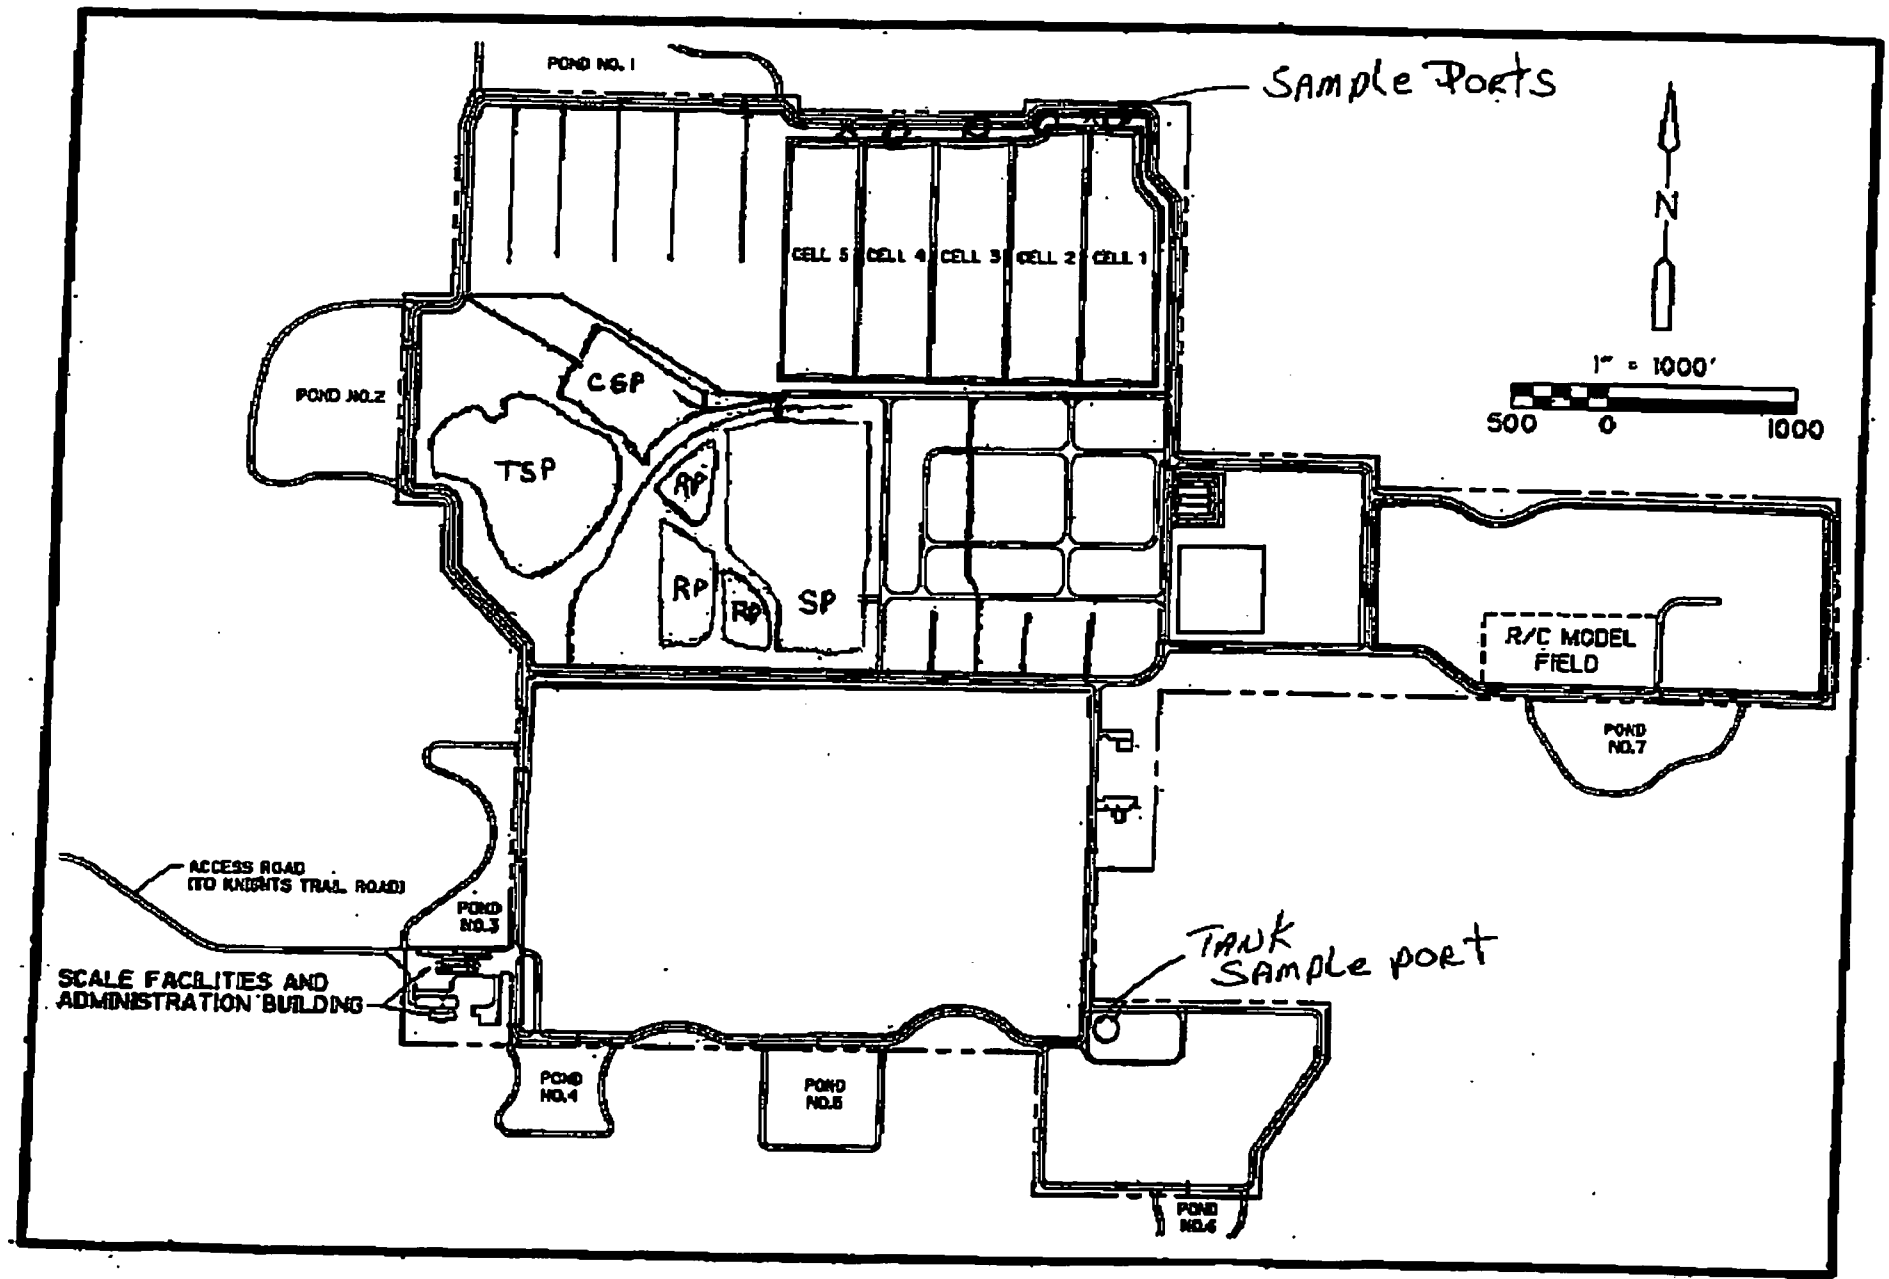 POND NO. 1
SAMPLE PORTS
N
1" = 1000'
500 0 1000
CELL 5 CELL 4 CELL 3 CELL 2 CELL 1
POND NO.2
CSP
TSP
RP
RP
RP
SP
R/C MODEL
FIELD
POND
NO.7
ACCESS ROAD
(TO KNIGHTS TRAIL ROAD)
POND
NO.3
SCALE FACILITIES AND
ADMINISTRATION BUILDING
TANK
SAMPLE PORT
POND
NO.4
POND
NO.5
POND
NO.6